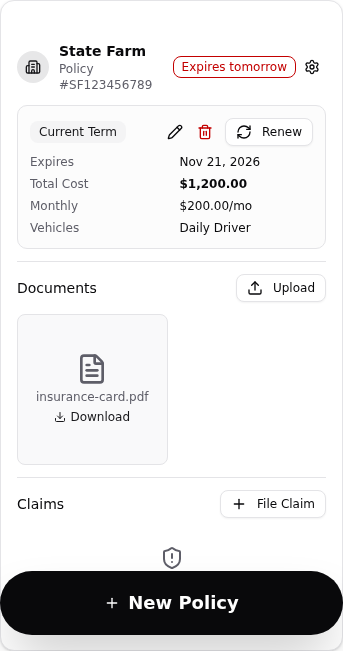 State Farm
Policy
#SF123456789
Expires tomorrow
Current Term
Renew
Expires
Nov 21, 2026
Total Cost
$1,200.00
Monthly
$200.00/mo
Vehicles
Daily Driver
Documents
Upload
insurance-card.pdf
Download
Claims
File Claim
+ New Policy